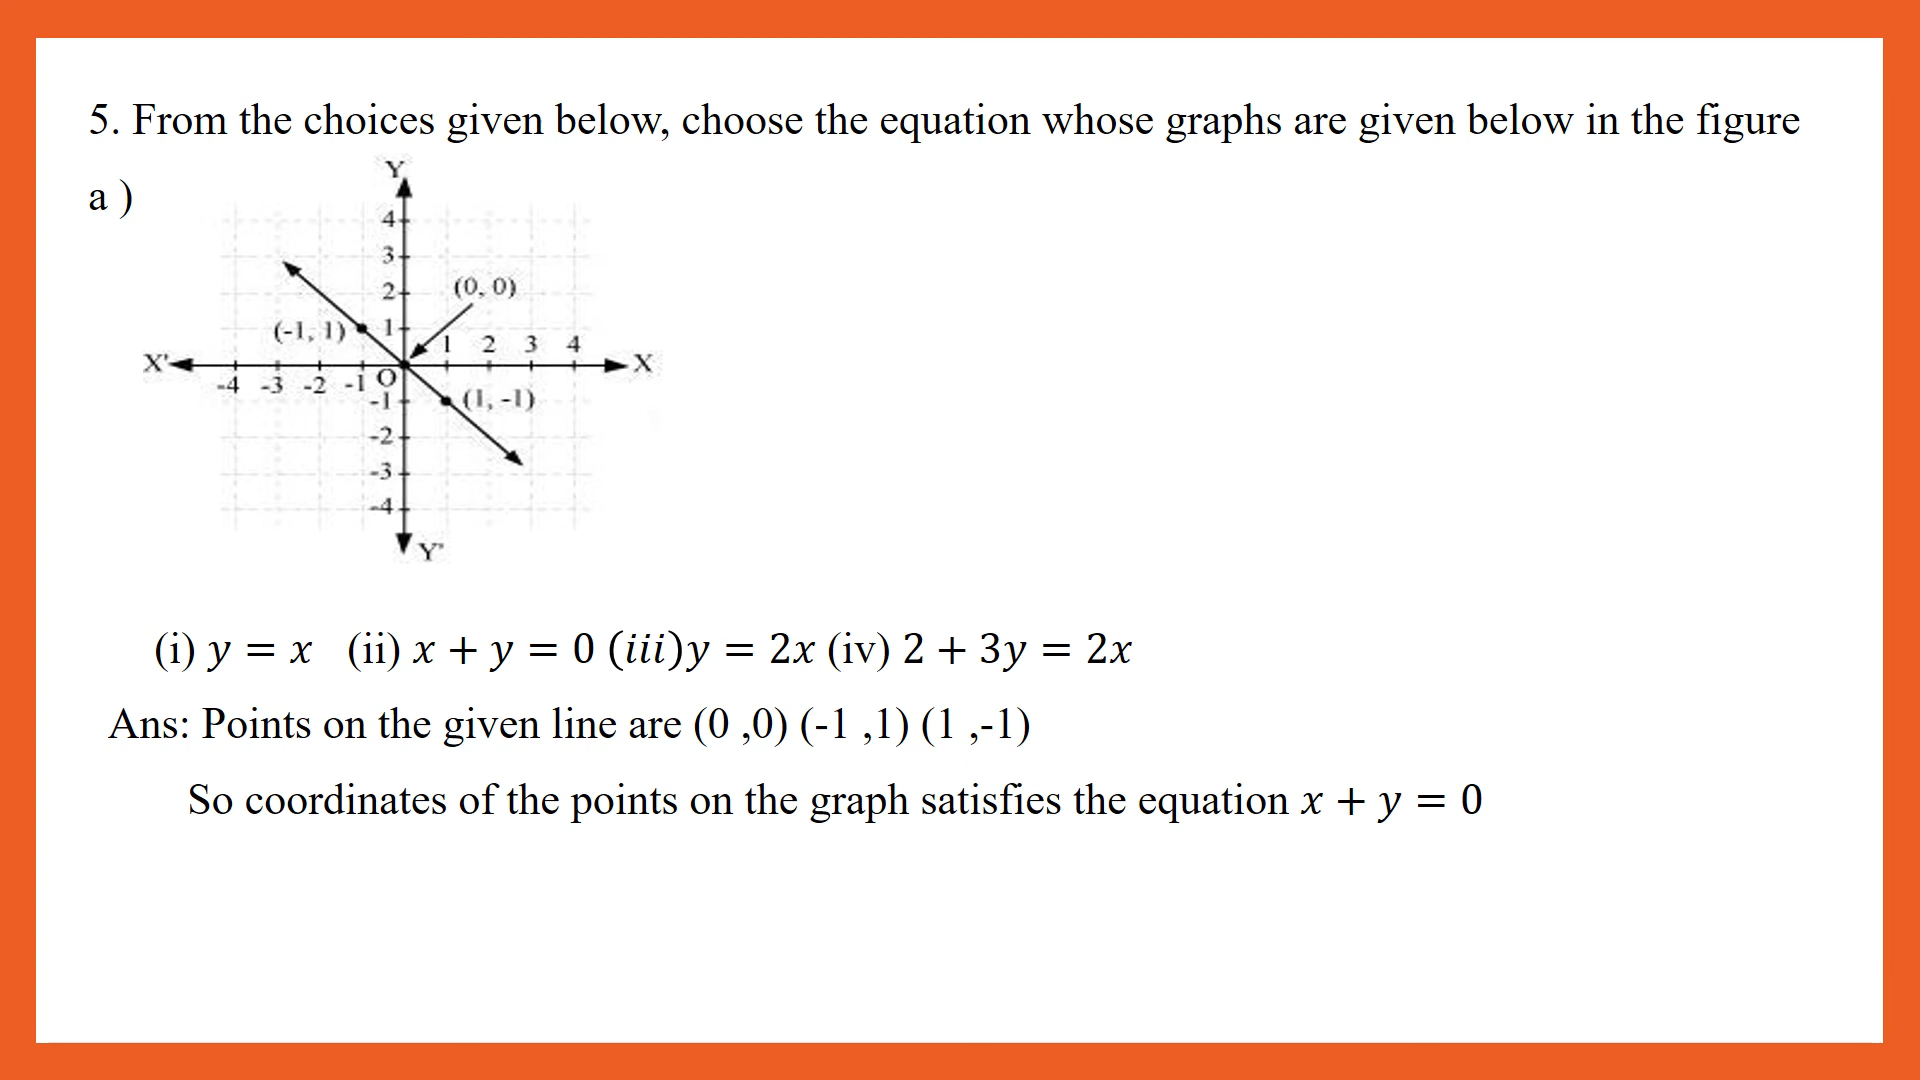 5. From the choices given below, choose the equation whose graphs are given below in the figure
a )
Y
4
3
2
(0, 0)
(-1, 1)
1
1 2 3 4
X'
X
-4 -3 -2 -1 O
-1
(1, -1)
-2
-3
-4
Y'
(i) y = x (ii) x + y = 0 (iii)y = 2x (iv) 2 + 3y = 2x
Ans: Points on the given line are (0 ,0) (-1 ,1) (1 ,-1)
So coordinates of the points on the graph satisfies the equation x + y = 0